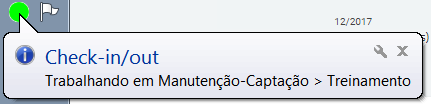 12/2017
Check-in/out
Trabalhando em Manutenção-Captação > Treinamento